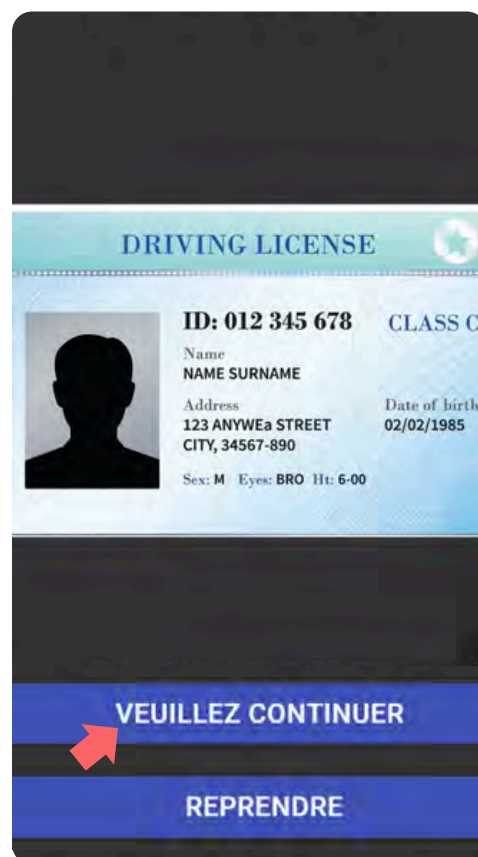 DRIVING LICENSE
ID: 012 345 678 CLASS C
Name
NAME SURNAME
Address Date of birth
123 ANYWEa STREET 02/02/1985
CITY, 34567-890
Sex: M Eyes: BRO Ht: 6-00
VEUILLEZ CONTINUER
REPRENDRE